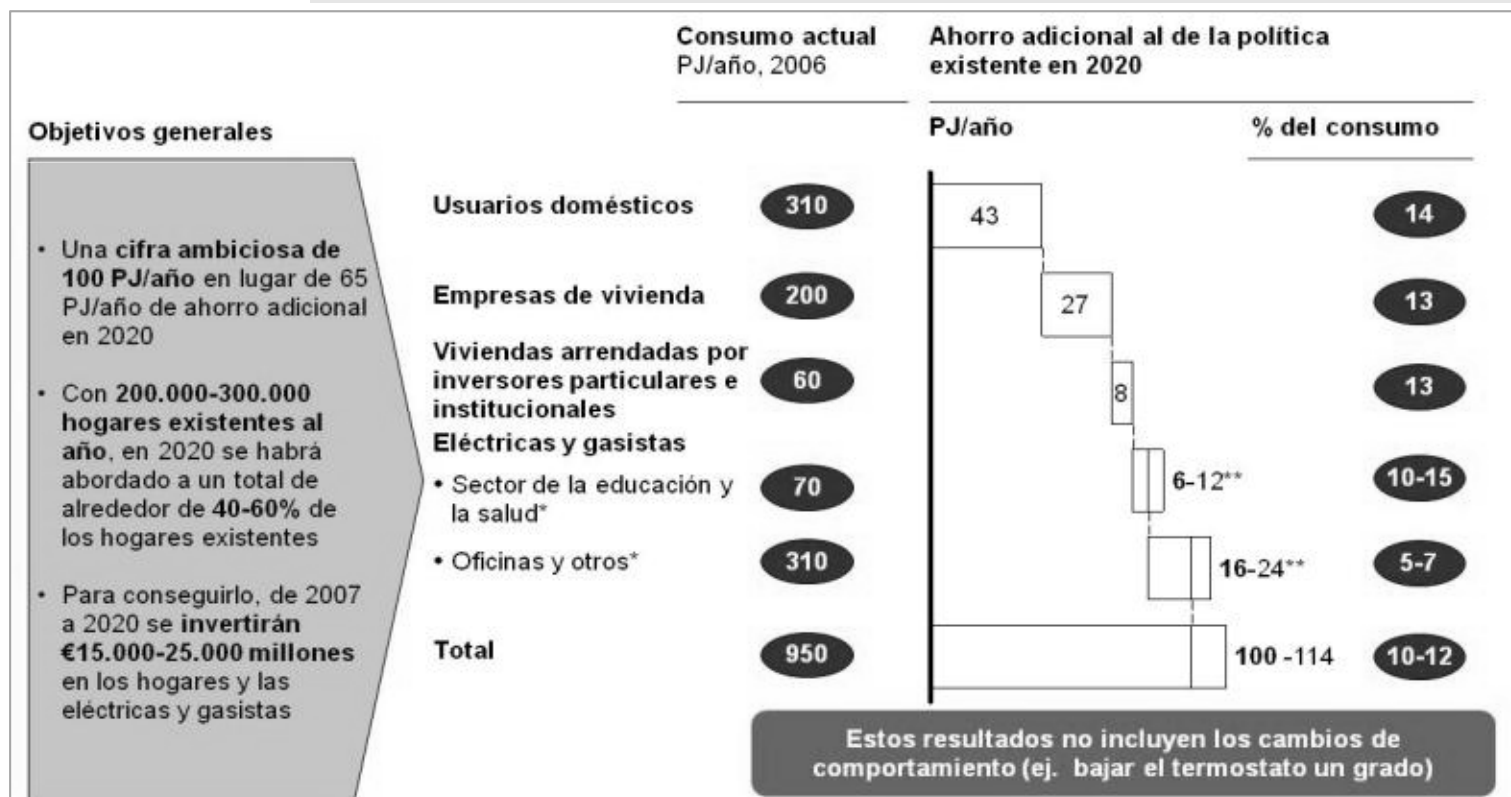 Consumo actual
PJ/año, 2006
Ahorro adicional al de la política
existente en 2020
PJ/año
% del consumo
Objetivos generales
• Una cifra ambiciosa de
100 PJ/año en lugar de 65
PJ/año de ahorro adicional
en 2020
• Con 200.000-300.000
hogares existentes al
año, en 2020 se habrá
abordado a un total de
alrededor de 40-60% de
los hogares existentes
• Para conseguirlo, de 2007
a 2020 se invertirán
€15.000-25.000 millones
en los hogares y las
eléctricas y gasistas
Usuarios domésticos
310
43
14
Empresas de vivienda
200
27
13
Viviendas arrendadas por
inversores particulares e
institucionales
60
8
13
Eléctricas y gasistas
• Sector de la educación y
la salud*
70
6-12**
10-15
• Oficinas y otros*
310
16-24**
5-7
Total
950
100 -114
10-12
Estos resultados no incluyen los cambios de
comportamiento (ej. bajar el termostato un grado)